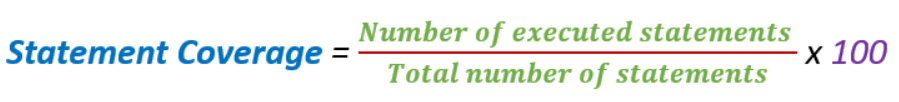 Number of executed statements
Statement Coverage = x 100
Total number of statements